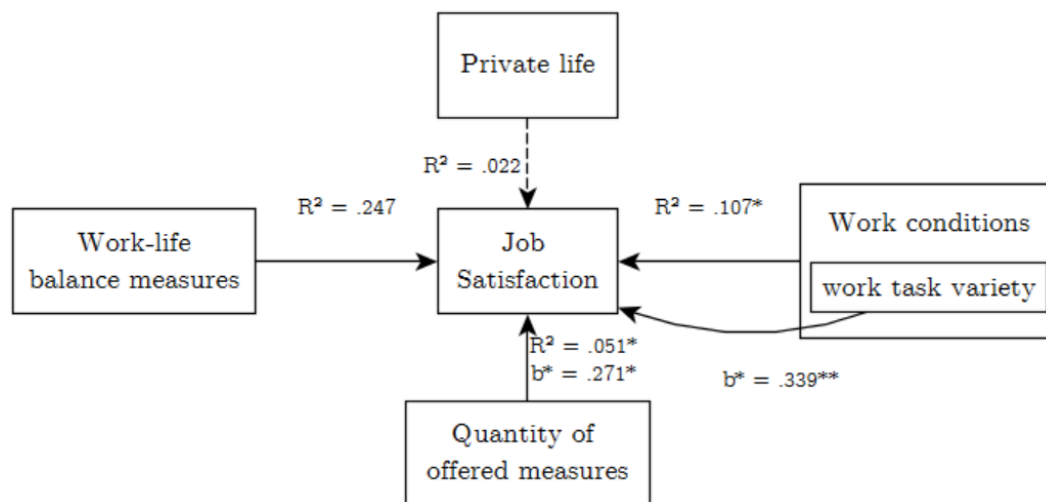 Private life
R² = .022
R² = .247
R² = .107*
Work-life
balance measures
Job
Satisfaction
Work conditions
work task variety
R² = .051*
b* = .271*
b* = .339**
Quantity of
offered measures